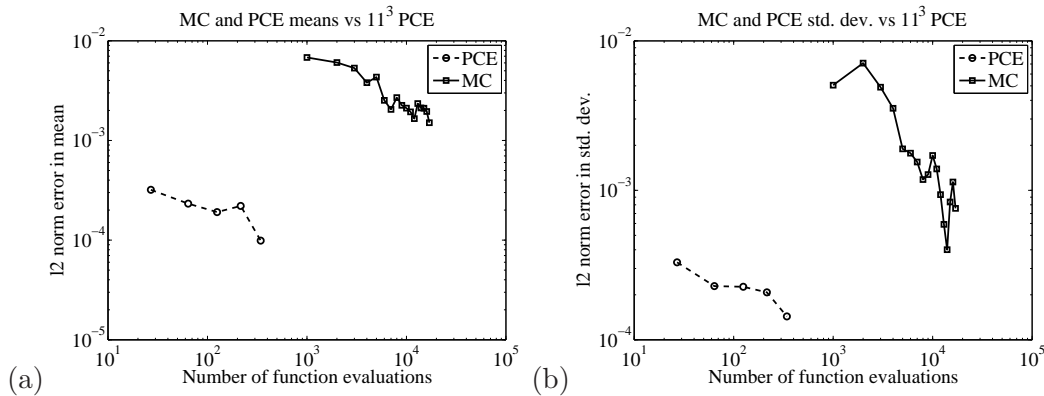 MC and PCE means vs 11³ PCE
10⁻²
10⁻³
10⁻⁴
10⁻⁵
l2 norm error in mean
PCE
MC
10¹
10²
10³
10⁴
10⁵
Number of function evaluations
(a)
MC and PCE std. dev. vs 11³ PCE
10⁻²
10⁻³
10⁻⁴
l2 norm error in std. dev.
PCE
MC
10¹
10²
10³
10⁴
10⁵
Number of function evaluations
(b)